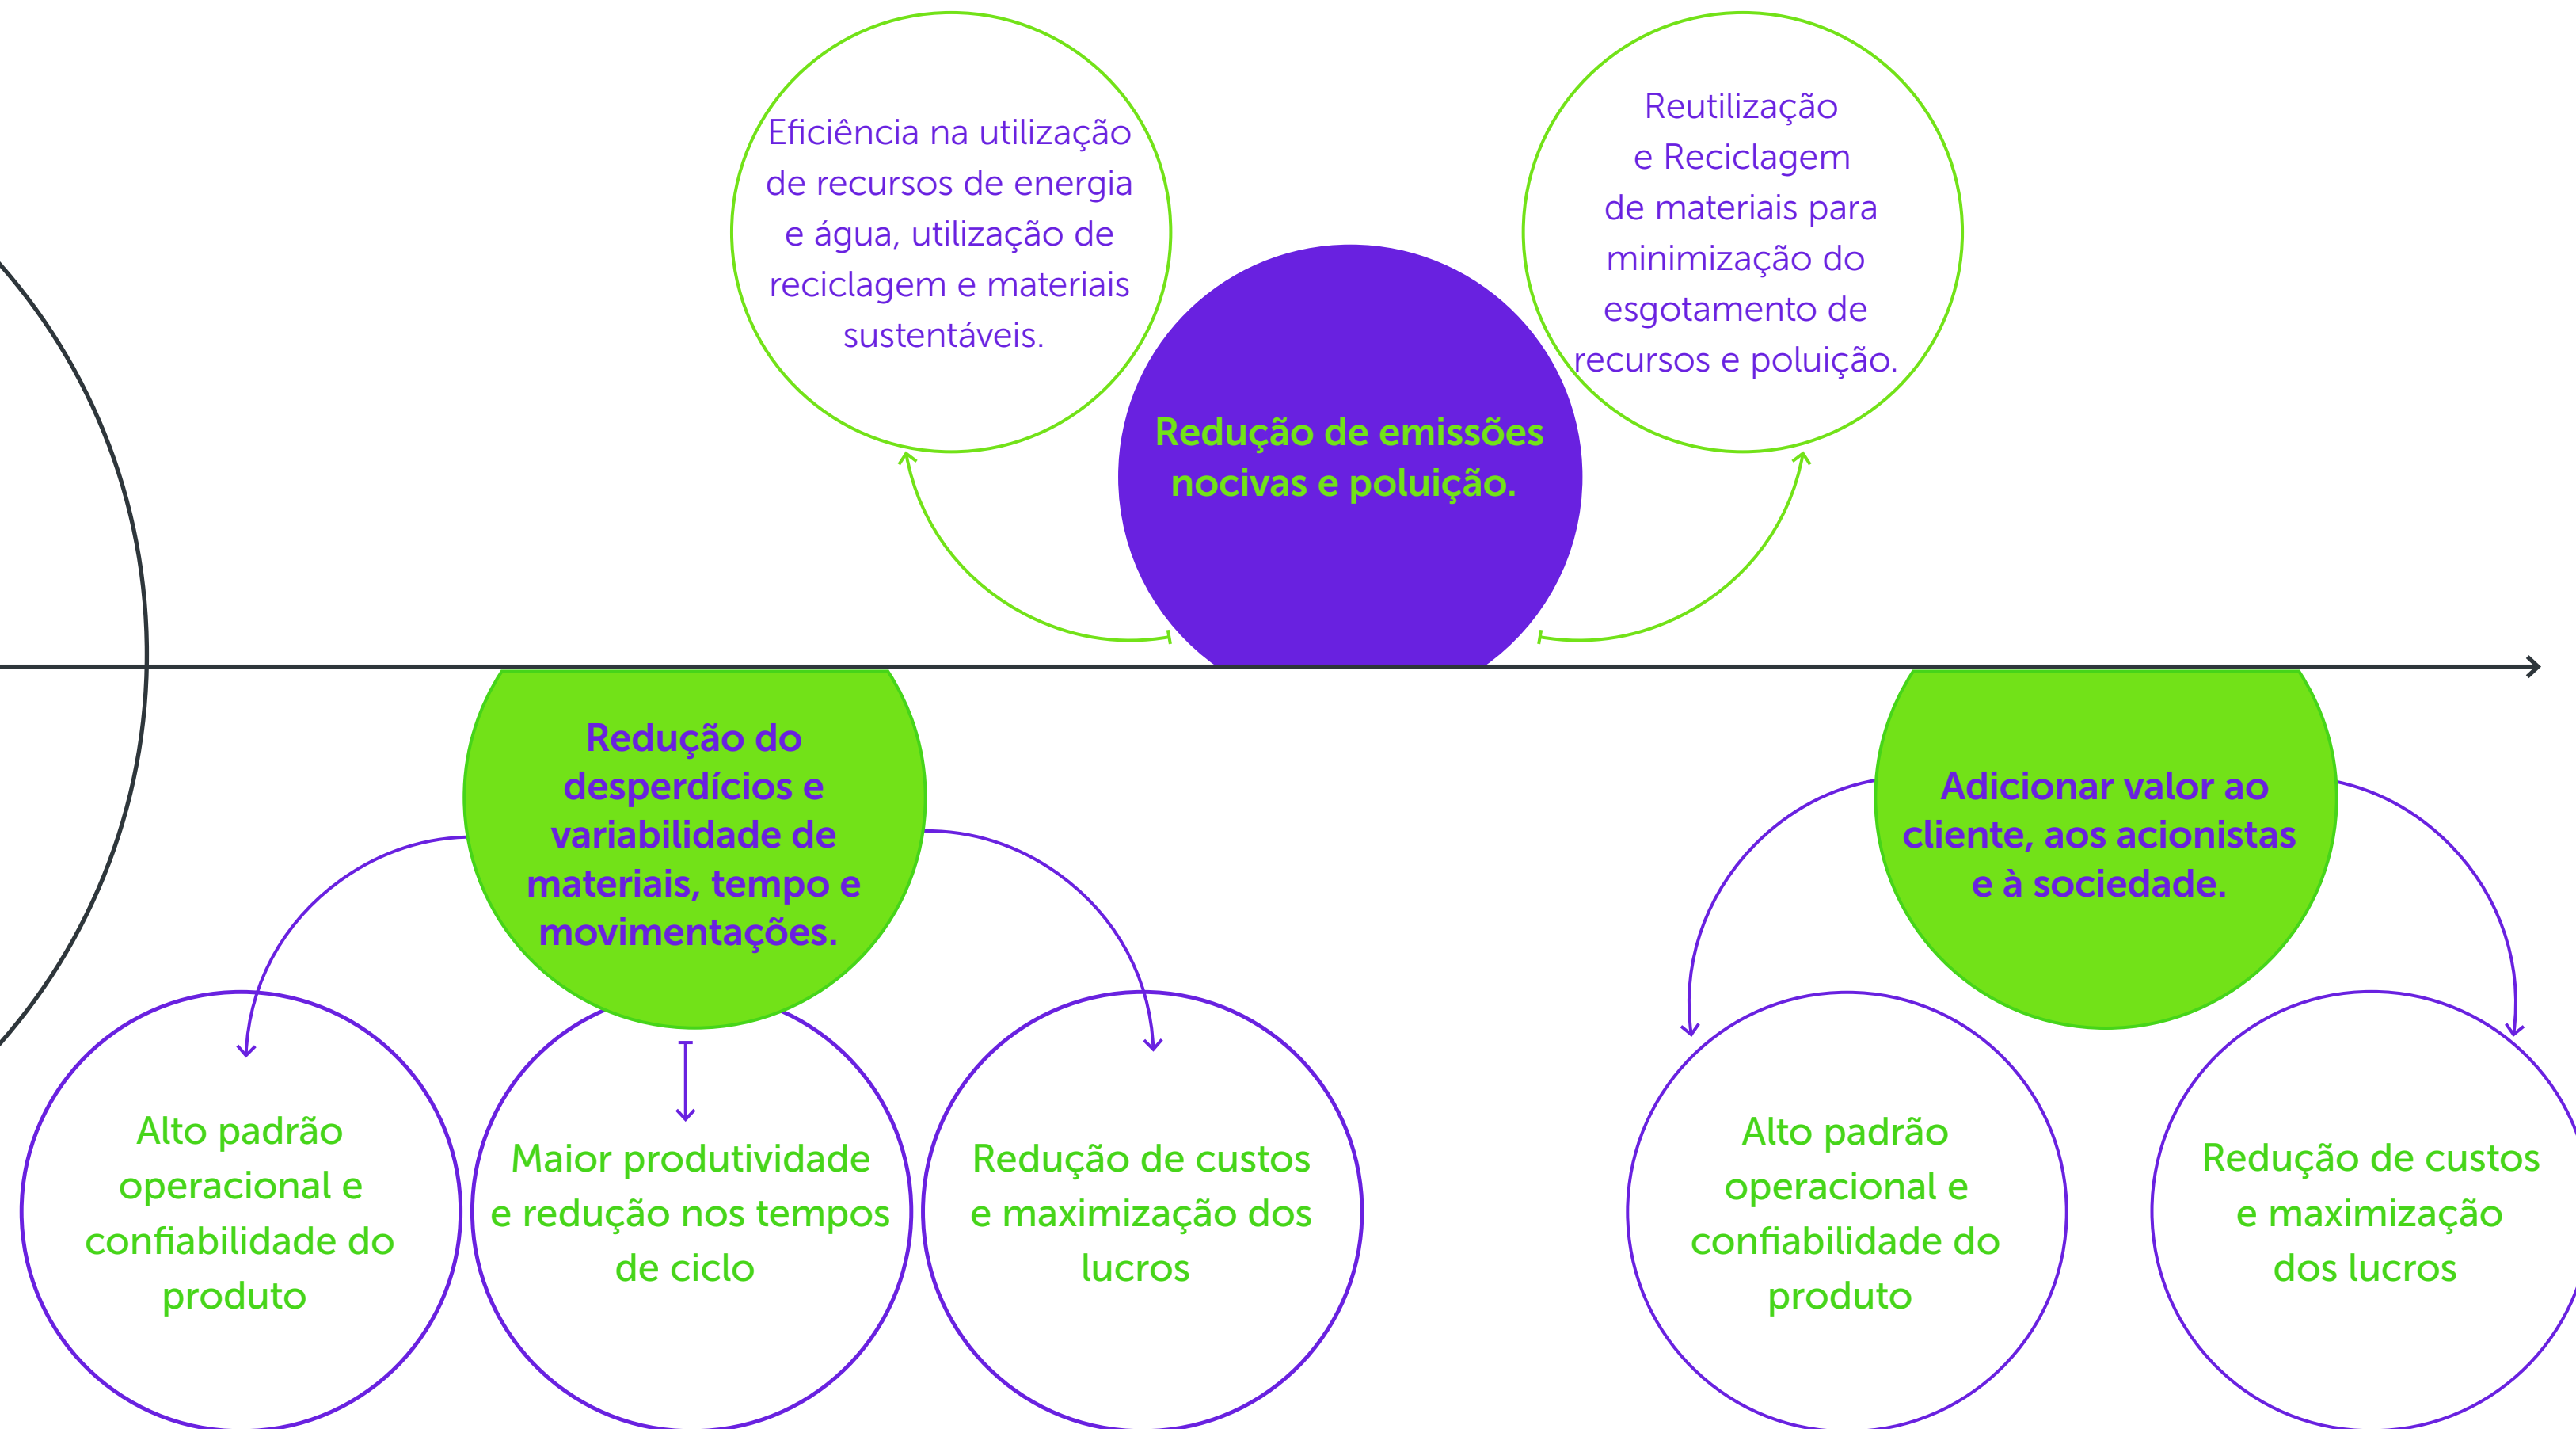 Eficiência na utilização
de recursos de energia
e água, utilização de
reciclagem e materiais
sustentáveis.
Reutilização
e Reciclagem
de materiais para
minimização do
esgotamento de
recursos e poluição.
Redução de emissões
nocivas e poluição.
Redução do
desperdícios e
variabilidade de
materiais, tempo e
movimentações.
Adicionar valor ao
cliente, aos acionistas
e à sociedade.
Alto padrão
operacional e
confiabilidade do
produto
Maior produtividade
e redução nos tempos
de ciclo
Redução de custos
e maximização dos
lucros
Alto padrão
operacional e
confiabilidade do
produto
Redução de custos
e maximização
dos lucros